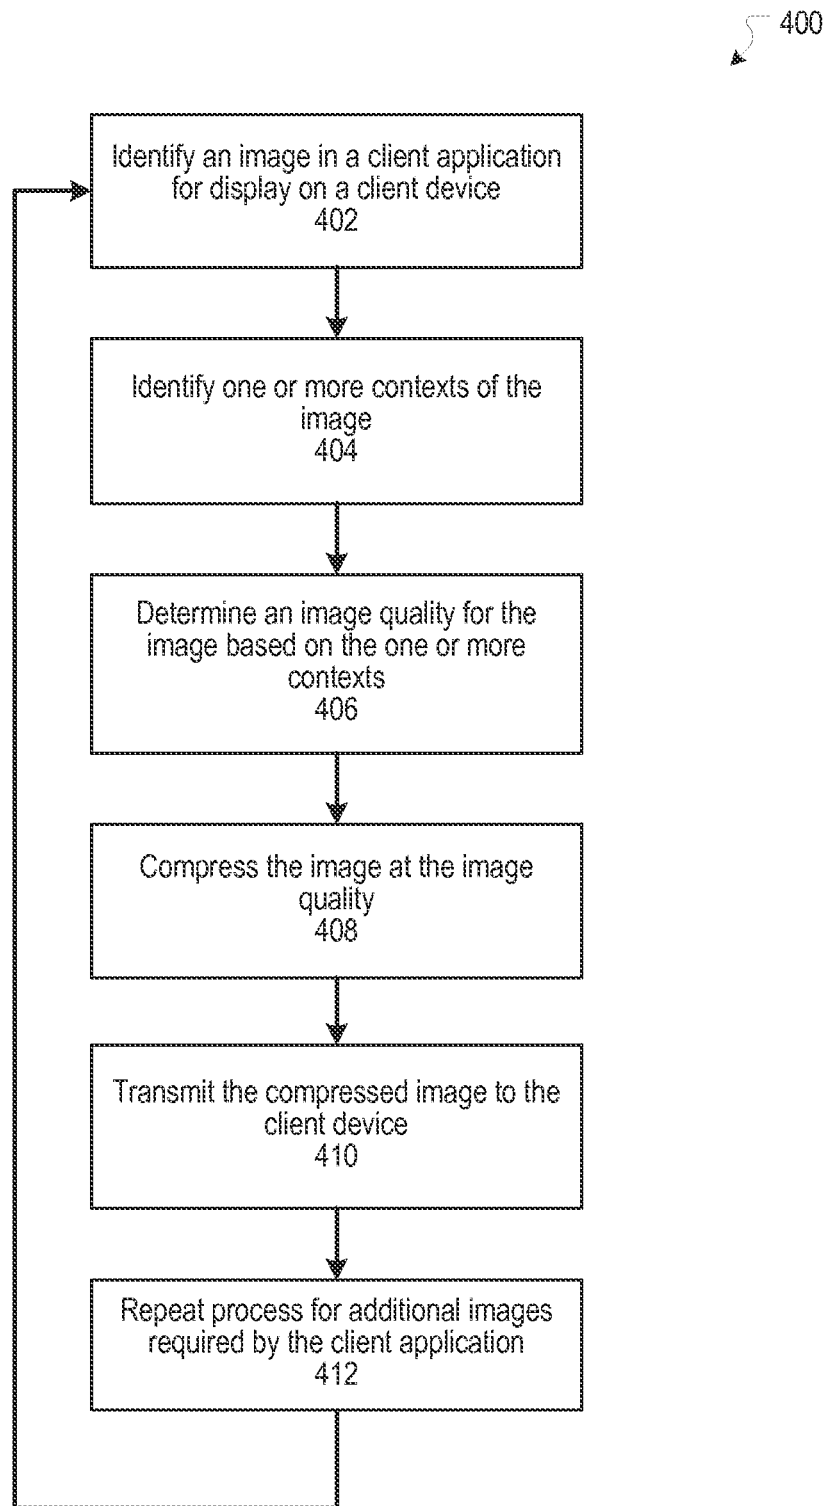 400
Identify an image in a client application
for display on a client device
402
Identify one or more contexts of the
image
404
Determine an image quality for the
image based on the one or more
contexts
406
Compress the image at the image
quality
408
Transmit the compressed image to the
client device
410
Repeat process for additional images
required by the client application
412